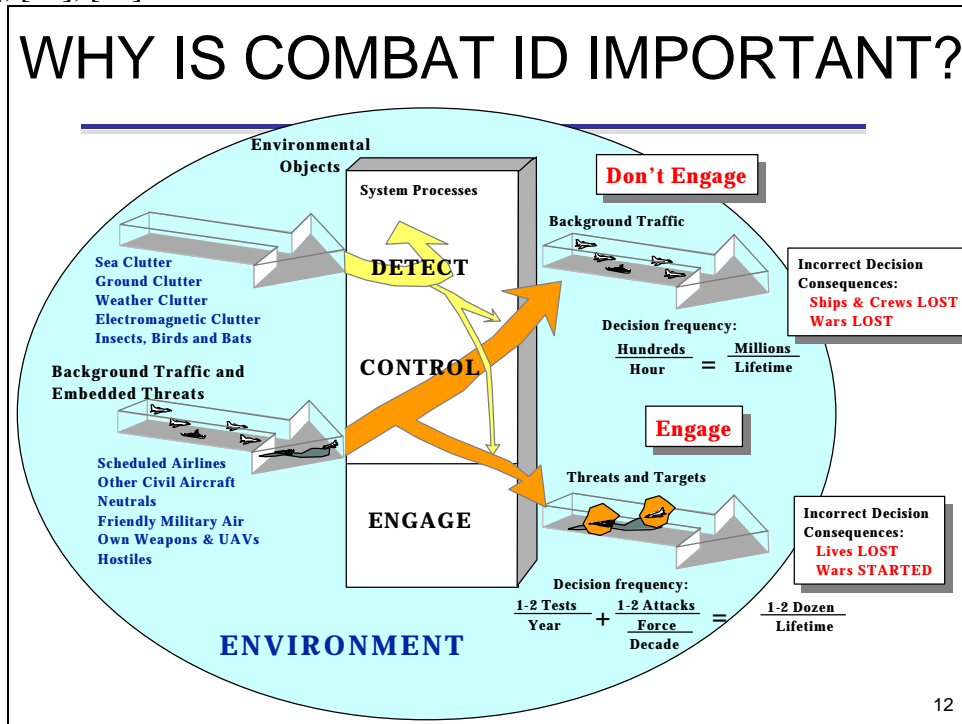 WHY IS COMBAT ID IMPORTANT?
Environmental
Objects
System Processes
Don't Engage
Background Traffic
DETECT
Sea Clutter
Ground Clutter
Weather Clutter
Electromagnetic Clutter
Insects, Birds and Bats
Incorrect Decision
Consequences:
Ships & Crews LOST
Wars LOST
Decision frequency:
Hundreds
Hour
=
Millions
Lifetime
CONTROL
Background Traffic and
Embedded Threats
Engage
Scheduled Airlines
Other Civil Aircraft
Neutrals
Friendly Military Air
Own Weapons & UAVs
Hostiles
Threats and Targets
ENGAGE
Incorrect Decision
Consequences:
Lives LOST
Wars STARTED
Decision frequency:
1-2 Tests
Year
+
1-2 Attacks
Force
Decade
=
1-2 Dozen
Lifetime
ENVIRONMENT
12